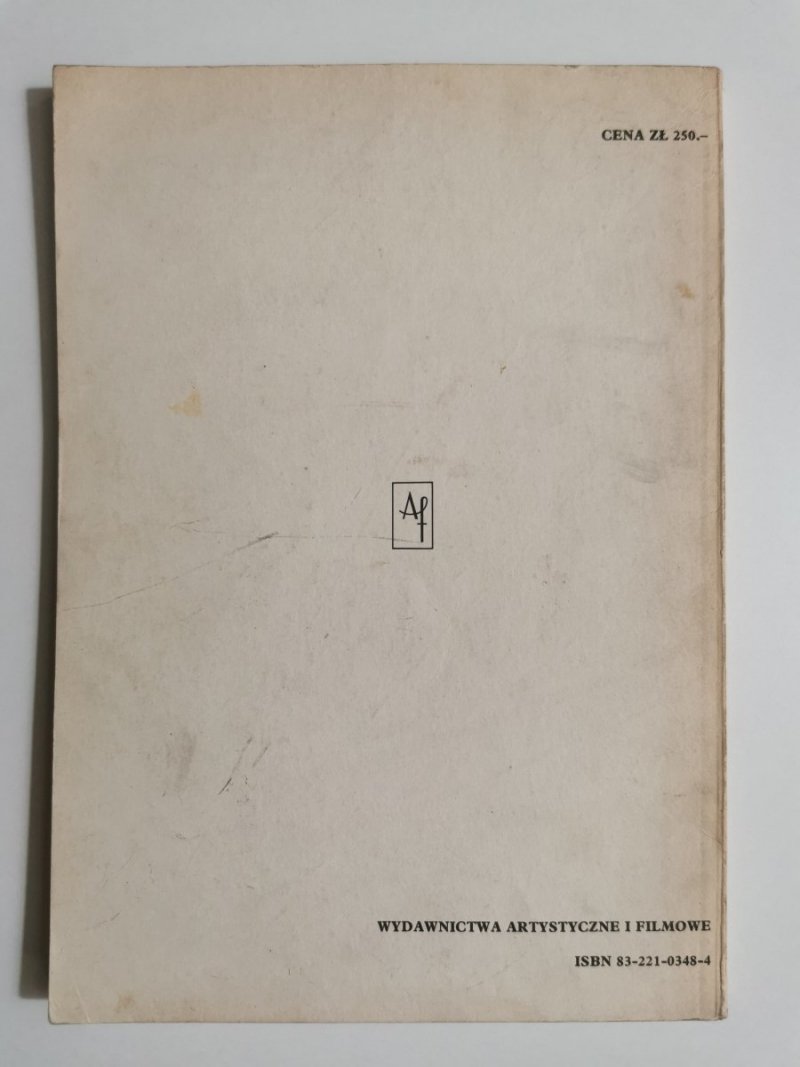 CENA ZŁ 250.–
Af
WYDAWNICTWA ARTYSTYCZNE I FILMOWE
ISBN 83-221-0348-4